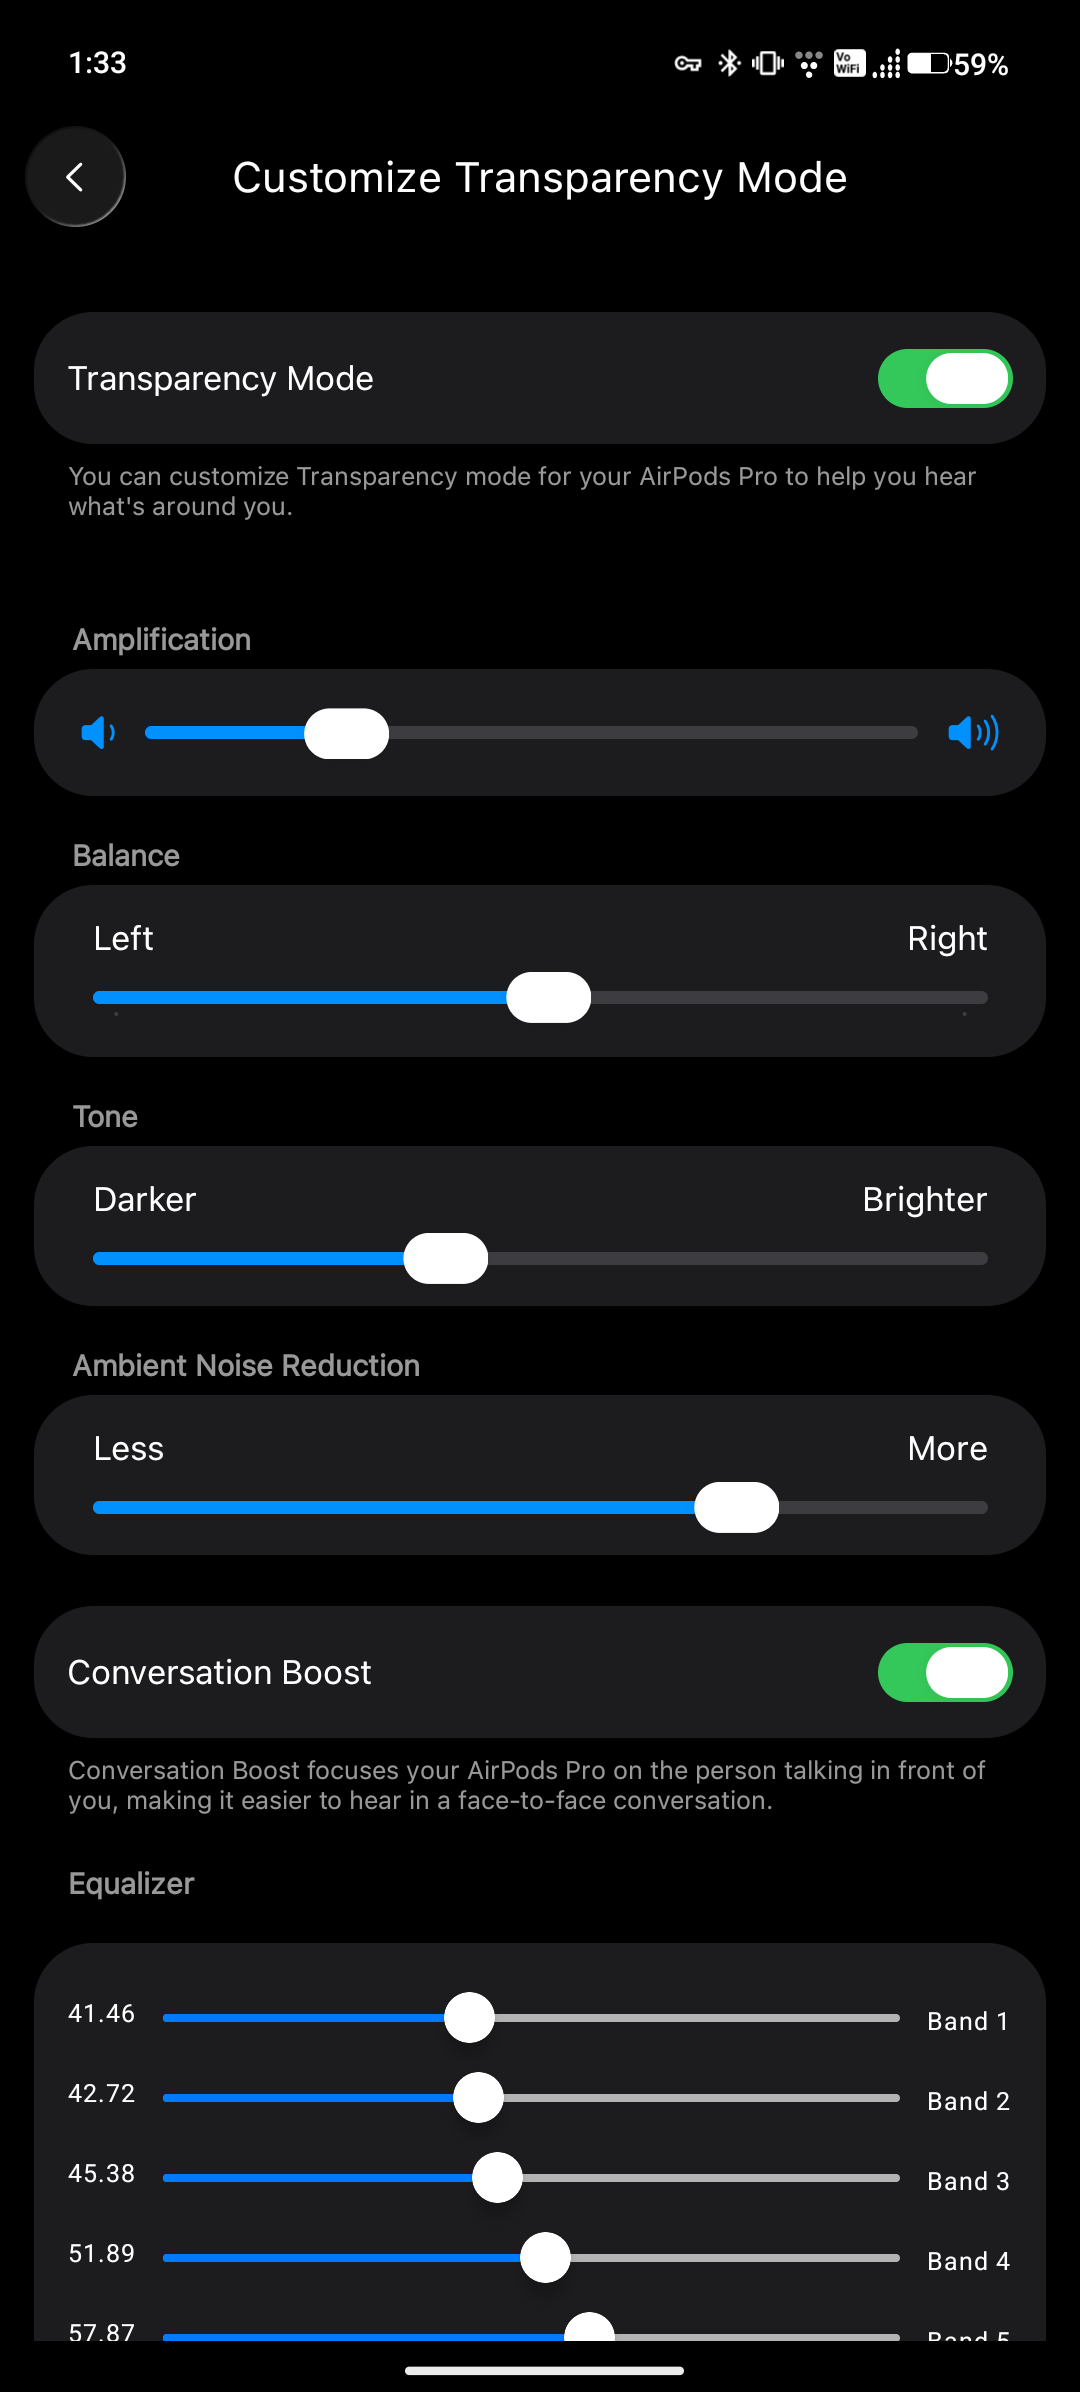 1:33
Vo
WiFi
59%
Customize Transparency Mode
Transparency Mode
You can customize Transparency mode for your AirPods Pro to help you hear
what's around you.
Amplification
Balance
Left Right
Tone
Darker Brighter
Ambient Noise Reduction
Less More
Conversation Boost
Conversation Boost focuses your AirPods Pro on the person talking in front of
you, making it easier to hear in a face-to-face conversation.
Equalizer
41.46 Band 1
42.72 Band 2
45.38 Band 3
51.89 Band 4
57.87 Band 5